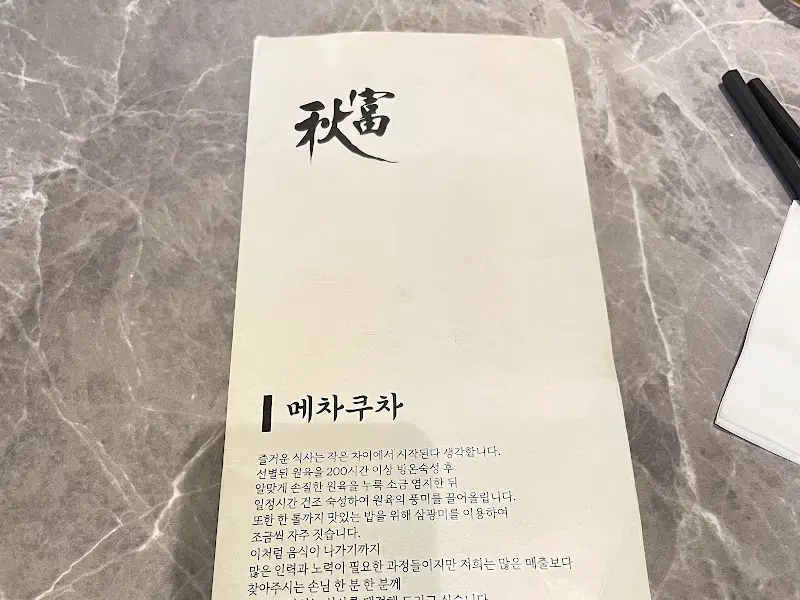 秋富
메차쿠차
즐거운 식사는 작은 차이에서 시작된다 생각합니다.
선별된 원육을 200시간 이상 빙온숙성 후
알맞게 손질한 원육을 누룩 소금 염지한 뒤
일정시간 건조 숙성하여 원육의 풍미를 끌어올립니다.
또한 한 톨까지 맛있는 밥을 위해 삼광미를 이용하여
조금씩 자주 짓습니다.
이처럼 음식이 나가기까지
많은 인력과 노력이 필요한 과정들이지만 저희는 많은 매출보다
찾아주시는 손님 한 분 한 분께